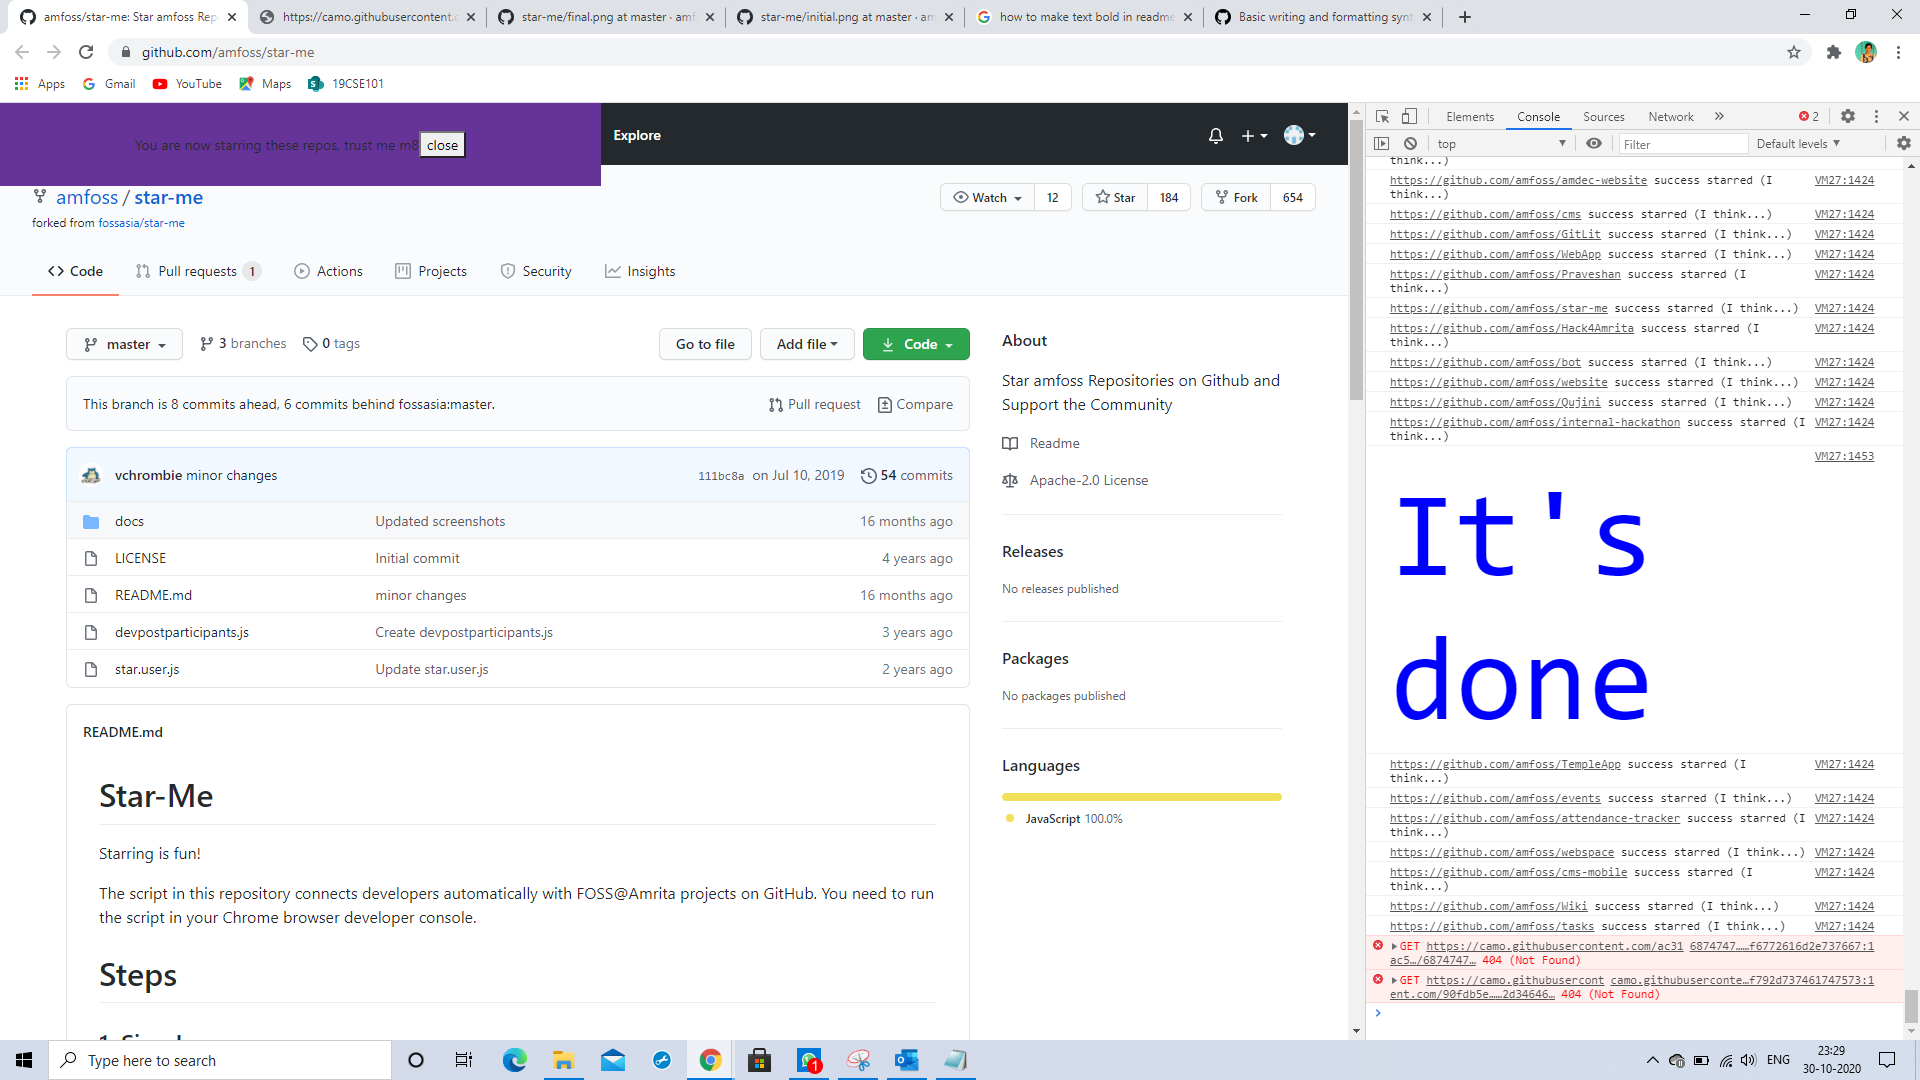 amfoss/star-me: Star amfoss Rep
https://camo.githubusercontent.c
star-me/final.png at master · amf
star-me/initial.png at master · am
how to make text bold in readme
Basic writing and formatting synt
github.com/amfoss/star-me
Apps
Gmail
YouTube
Maps
19CSE101
You are now starring these repos, trust me m8
close
Explore
amfoss / star-me
forked from fossasia/star-me
Watch 12
Star 184
Fork 654
Code
Pull requests 1
Actions
Projects
Security
Insights
master
3 branches
0 tags
Go to file
Add file
Code
This branch is 8 commits ahead, 6 commits behind fossasia:master.
Pull request
Compare
vchrombie minor changes
111bc8a on Jul 10, 2019
54 commits
docs Updated screenshots 16 months ago
LICENSE Initial commit 4 years ago
README.md minor changes 16 months ago
devpostparticipants.js Create devpostparticipants.js 3 years ago
star.user.js Update star.user.js 2 years ago
README.md
Star-Me
Starring is fun!
The script in this repository connects developers automatically with FOSS@Amrita projects on GitHub. You need to run
the script in your Chrome browser developer console.
Steps
About
Star amfoss Repositories on Github and
Support the Community
Readme
Apache-2.0 License
Releases
No releases published
Packages
No packages published
Languages
JavaScript 100.0%
Elements
Console
Sources
Network
2
top
Filter
Default levels
think...)
https://github.com/amfoss/amdec-website success starred (I VM27:1424
think...)
https://github.com/amfoss/cms success starred (I think...) VM27:1424
https://github.com/amfoss/GitLit success starred (I think...) VM27:1424
https://github.com/amfoss/WebApp success starred (I think...) VM27:1424
https://github.com/amfoss/Praveshan success starred (I VM27:1424
think...)
https://github.com/amfoss/star-me success starred (I think...) VM27:1424
https://github.com/amfoss/Hack4Amrita success starred (I VM27:1424
think...)
https://github.com/amfoss/bot success starred (I think...) VM27:1424
https://github.com/amfoss/website success starred (I think...) VM27:1424
https://github.com/amfoss/Qujini success starred (I think...) VM27:1424
https://github.com/amfoss/internal-hackathon success starred (I VM27:1424
think...)
VM27:1453
It's
done
https://github.com/amfoss/TempleApp success starred (I VM27:1424
think...)
https://github.com/amfoss/events success starred (I think...) VM27:1424
https://github.com/amfoss/attendance-tracker success starred (I VM27:1424
think...)
https://github.com/amfoss/webspace success starred (I think...) VM27:1424
https://github.com/amfoss/cms-mobile success starred (I VM27:1424
think...)
https://github.com/amfoss/Wiki success starred (I think...) VM27:1424
https://github.com/amfoss/tasks success starred (I think...) VM27:1424
GET https://camo.githubusercontent.com/ac31 6874747……f6772616d2e737667:1
ac5…/6874747… 404 (Not Found)
GET https://camo.githubusercont camo.githubuserconte…f792d737461747573:1
ent.com/90fdb5e……2d34646… 404 (Not Found)
Type here to search
1
ENG
23:29
30-10-2020